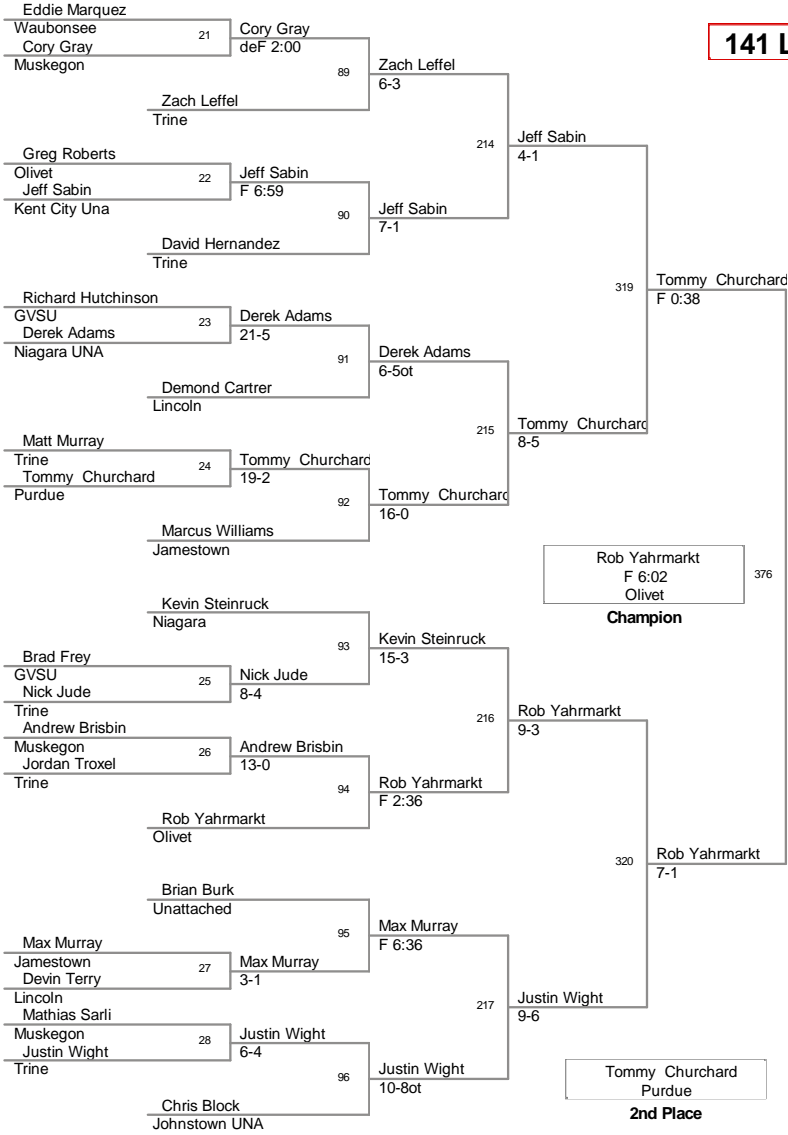 Eddie Marquez
Waubonsee
21
Cory Gray
Cory Gray
deF 2:00
Muskegon
141 L
89
Zach Leffel
6-3
Zach Leffel
Trine
214
Jeff Sabin
4-1
Greg Roberts
Olivet
22
Jeff Sabin
Jeff Sabin
F 6:59
Kent City Una
90
Jeff Sabin
7-1
David Hernandez
Trine
319
Tommy Churchard
F 0:38
Richard Hutchinson
GVSU
23
Derek Adams
Derek Adams
21-5
Niagara UNA
91
Derek Adams
6-5ot
Demond Cartrer
Lincoln
215
Tommy Churchard
8-5
Matt Murray
Trine
24
Tommy Churchard
Tommy Churchard
19-2
Purdue
92
Tommy Churchard
16-0
Marcus Williams
Jamestown
Rob Yahrmarkt
F 6:02
Olivet
376
Champion
Kevin Steinruck
Niagara
93
Kevin Steinruck
15-3
Brad Frey
GVSU
25
Nick Jude
Nick Jude
8-4
Trine
216
Rob Yahrmarkt
9-3
Andrew Brisbin
Muskegon
26
Andrew Brisbin
Jordan Troxel
13-0
Trine
94
Rob Yahrmarkt
F 2:36
Rob Yahrmarkt
Olivet
320
Rob Yahrmarkt
7-1
Brian Burk
Unattached
95
Max Murray
F 6:36
Max Murray
Jamestown
27
Max Murray
Devin Terry
3-1
Lincoln
217
Justin Wight
9-6
Mathias Sarli
Muskegon
28
Justin Wight
Justin Wight
6-4
Trine
96
Justin Wight
10-8ot
Chris Block
Johnstown UNA
Tommy Churchard
Purdue
2nd Place